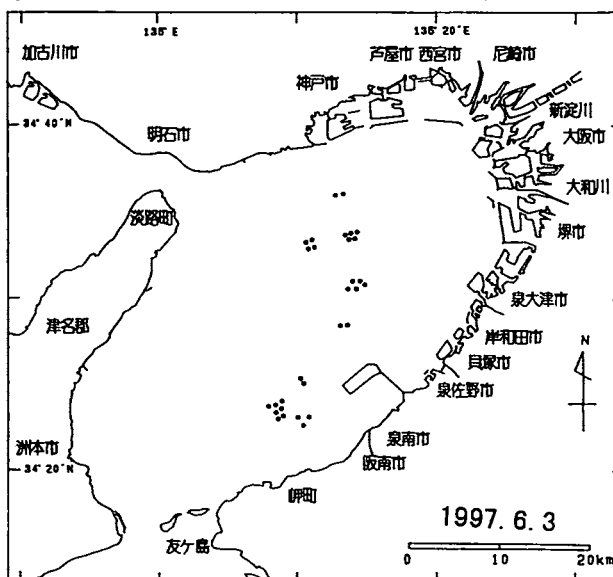 135°E
135°20'E
加古川市
芦屋市 西宮市 尼崎市
神戸市
新淀川
34°40'N
明石市
大阪市
大和川
淡路町
堺市
泉大津市
津名郡
岸和田市
N
貝塚市
泉佐野市
洲本市
泉南市
阪南市
34°20'N
岬町
1997.6.3
友ケ島
0 10 20km